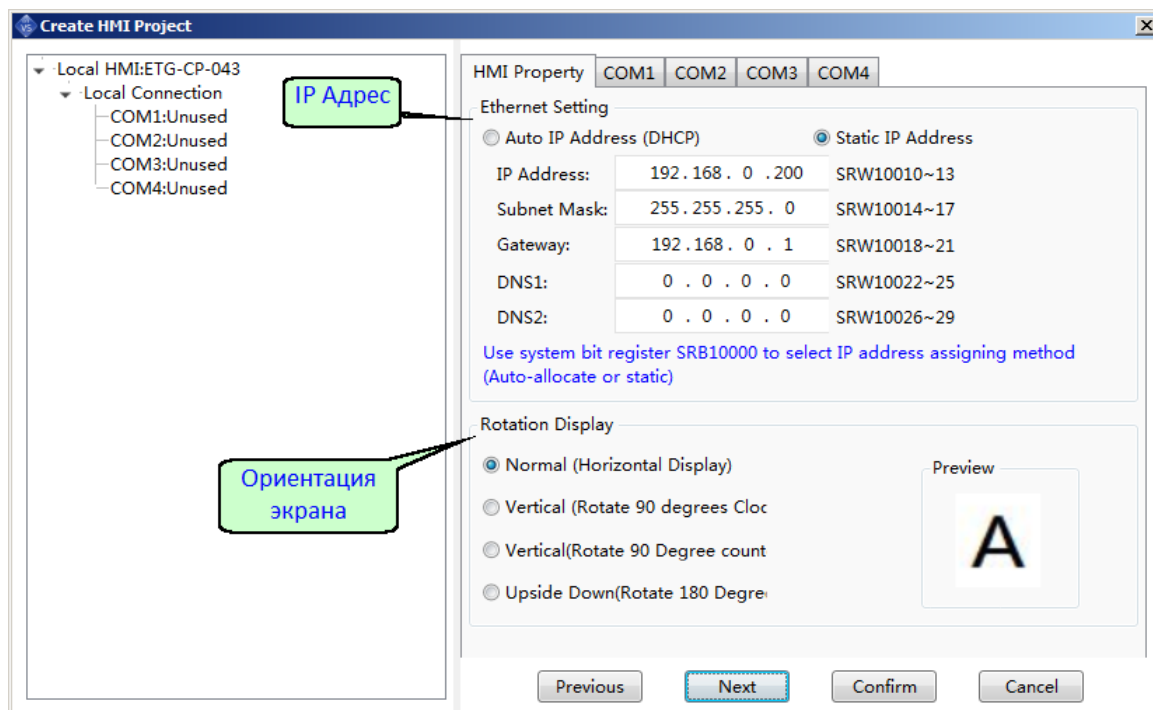 Create HMI Project
Local HMI:ETG-CP-043
Local Connection
COM1:Unused
COM2:Unused
COM3:Unused
COM4:Unused
IP Адрес
HMI Property COM1 COM2 COM3 COM4
Ethernet Setting
Auto IP Address (DHCP) Static IP Address
IP Address: 192.168. 0 .200 SRW10010~13
Subnet Mask: 255.255.255. 0 SRW10014~17
Gateway: 192.168. 0 . 1 SRW10018~21
DNS1: 0 . 0 . 0 . 0 SRW10022~25
DNS2: 0 . 0 . 0 . 0 SRW10026~29
Use system bit register SRB10000 to select IP address assigning method
(Auto-allocate or static)
Ориентация
экрана
Rotation Display
Normal (Horizontal Display)
Vertical (Rotate 90 degrees Cloc
Vertical(Rotate 90 Degree count
Upside Down(Rotate 180 Degre
Preview
A
Previous Next Confirm Cancel